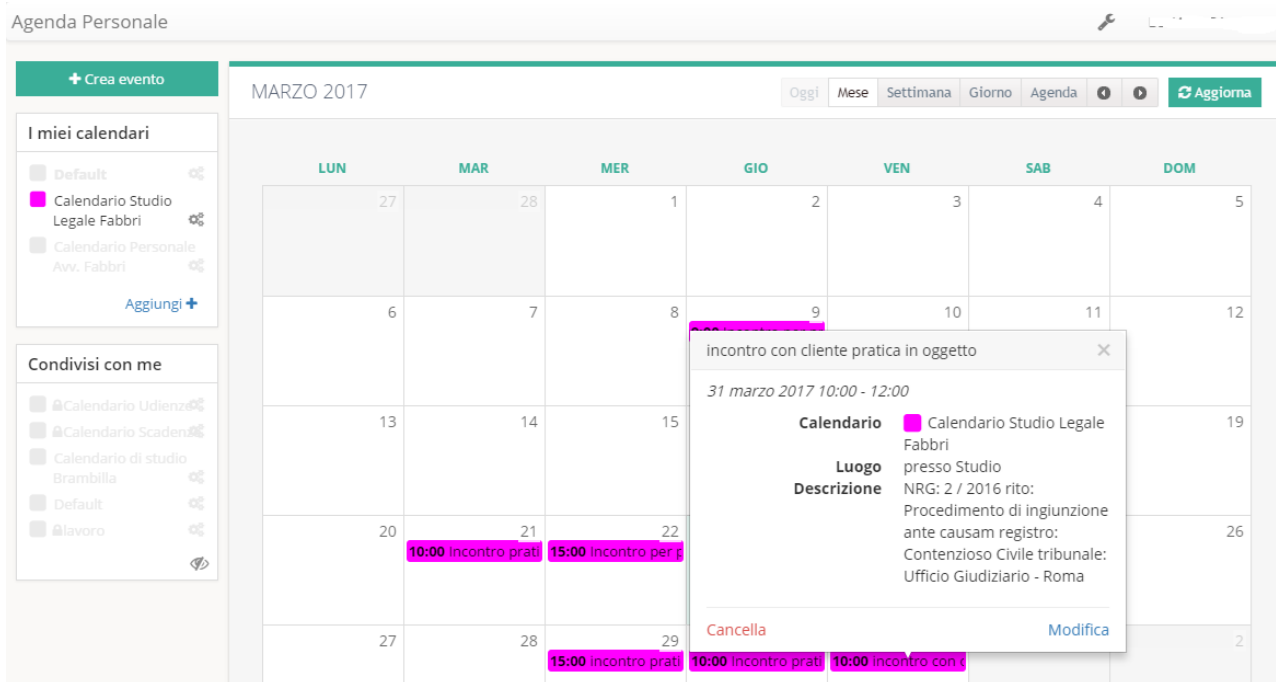 Agenda Personale
Crea evento
I miei calendari
Default
Calendario Studio
Legale Fabbri
Calendario Personale
Avv. Fabbri
Aggiungi
Condivisi con me
Calendario Udienz
Calendario Scaden
Calendario di studio
Brambilla
Default
lavoro
MARZO 2017
Oggi Mese Settimana Giorno Agenda Aggiorna
LUN MAR MER GIO VEN SAB DOM
27 28 1 2 3 4 5
6 7 8 9 10 11 12
13 14 15 19
20 21 22 26
10:00 incontro prati 15:00 incontro per p
27 28 29 2
15:00 incontro prati 10:00 incontro prati 10:00 incontro con c
incontro con cliente pratica in oggetto
31 marzo 2017 10:00 - 12:00
Calendario Calendario Studio Legale
Fabbri
Luogo presso Studio
Descrizione NRG: 2 / 2016 rito:
Procedimento di ingiunzione
ante causam registro:
Contenzioso Civile tribunale:
Ufficio Giudiziario - Roma
Cancella Modifica